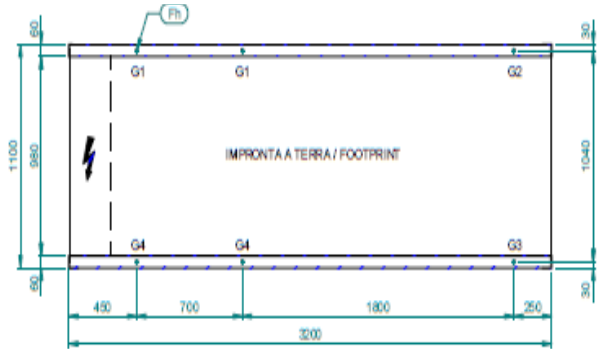 Fh
60
30
G1
G1
G2
1100
980
IMPRONTA A TERRA / FOOTPRINT
1040
G4
G4
G3
60
30
450
700
1800
250
3200